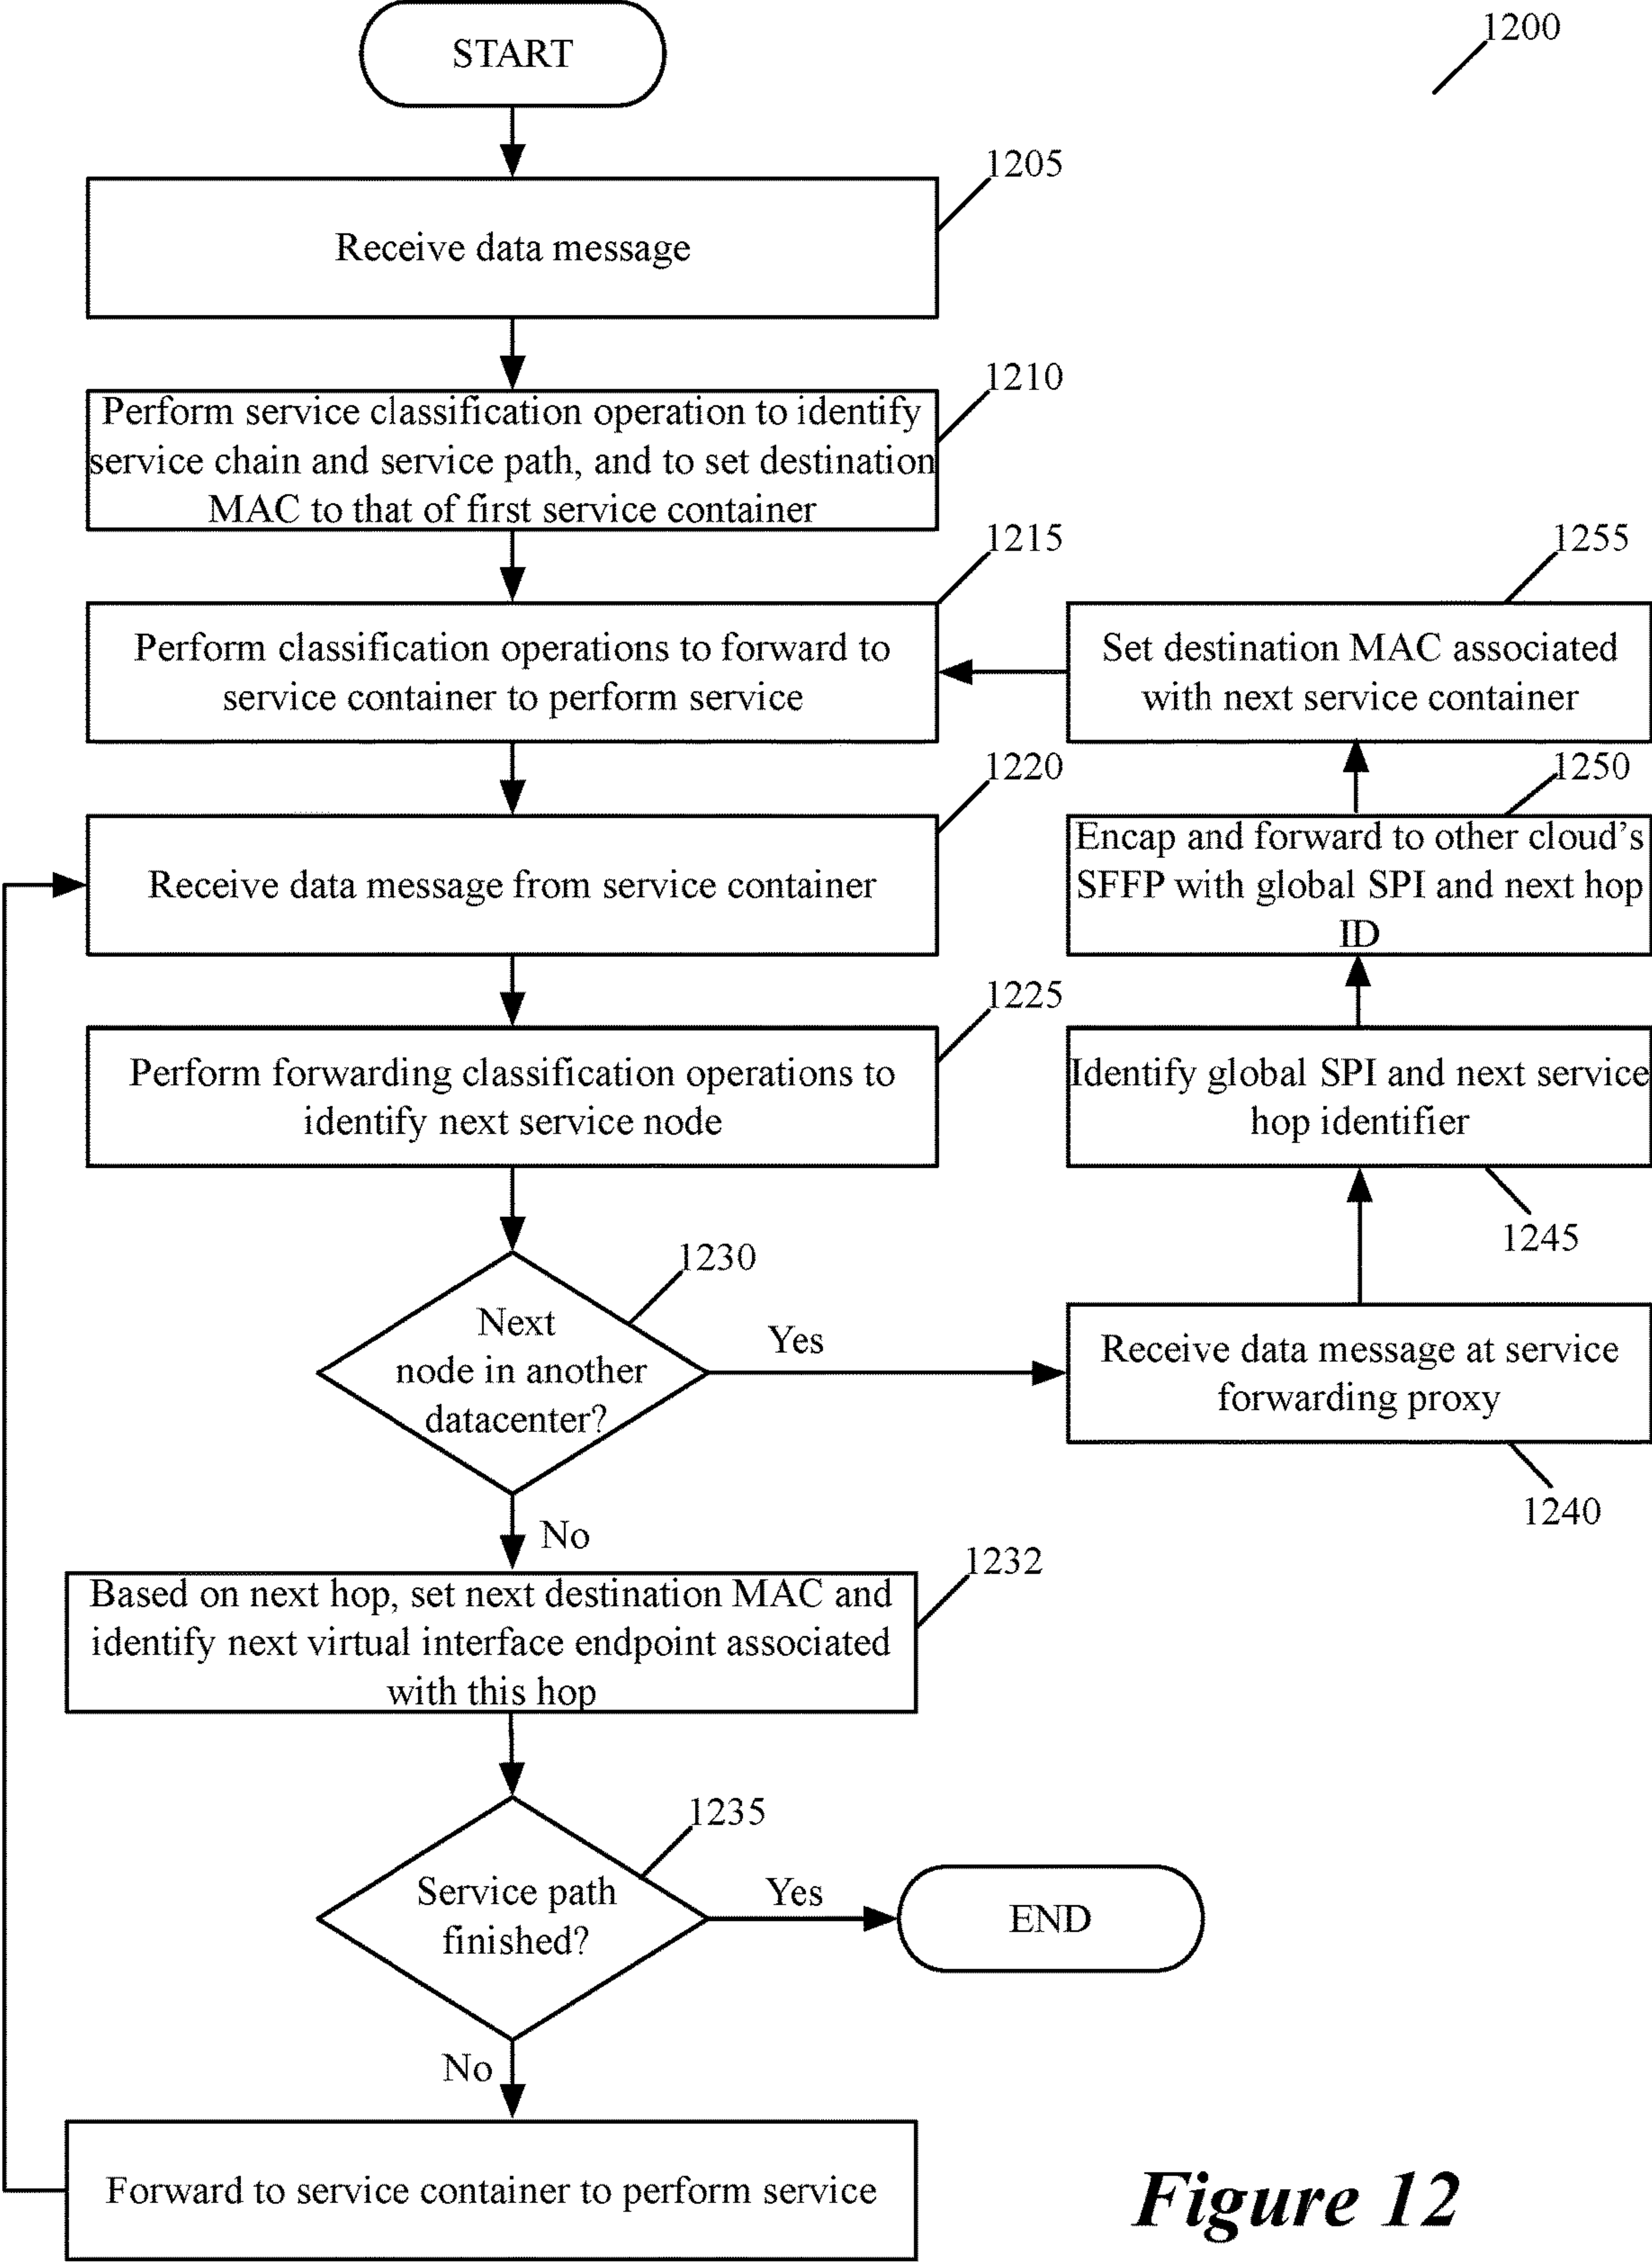 START
1200
1205
Receive data message
1210
Perform service classification operation to identify
service chain and service path, and to set destination
MAC to that of first service container
1215
Perform classification operations to forward to
service container to perform service
1255
Set destination MAC associated
with next service container
1220
Receive data message from service container
1250
Encap and forward to other cloud's
SFFP with global SPI and next hop
ID
1225
Perform forwarding classification operations to
identify next service node
Identify global SPI and next service
hop identifier
1245
1230
Next
node in another
datacenter?
Yes
Receive data message at service
forwarding proxy
1240
No
1232
Based on next hop, set next destination MAC and
identify next virtual interface endpoint associated
with this hop
1235
Service path
finished?
Yes
END
No
Forward to service container to perform service
Figure 12